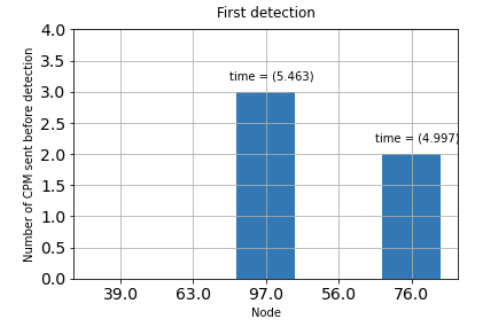 First detection
4.0
3.5
3.0
2.5
2.0
1.5
1.0
0.5
0.0
Number of CPM sent before detection
time = (5.463)
time = (4.997)
39.0 63.0 97.0 56.0 76.0
Node